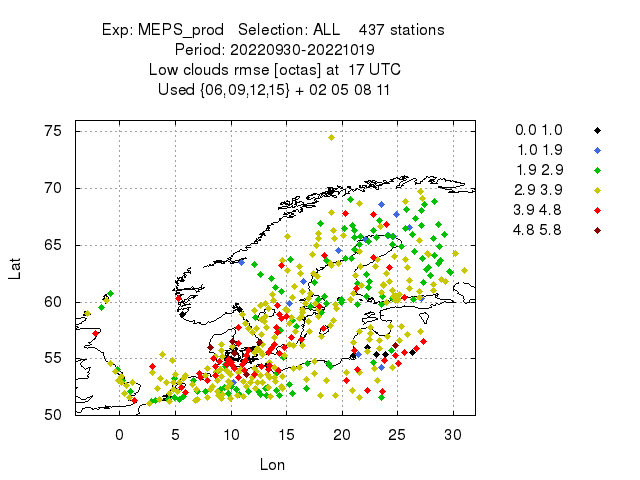 Exp: MEPS_prod   Selection: ALL    437 stations
Period: 20220930-20221019
Low clouds rmse [octas] at  17 UTC
Used {06,09,12,15} + 02 05 08 11
75
70
65
60
55
50
Lat
0 5 10 15 20 25 30
Lon
0.0 1.0
1.0 1.9
1.9 2.9
2.9 3.9
3.9 4.8
4.8 5.8